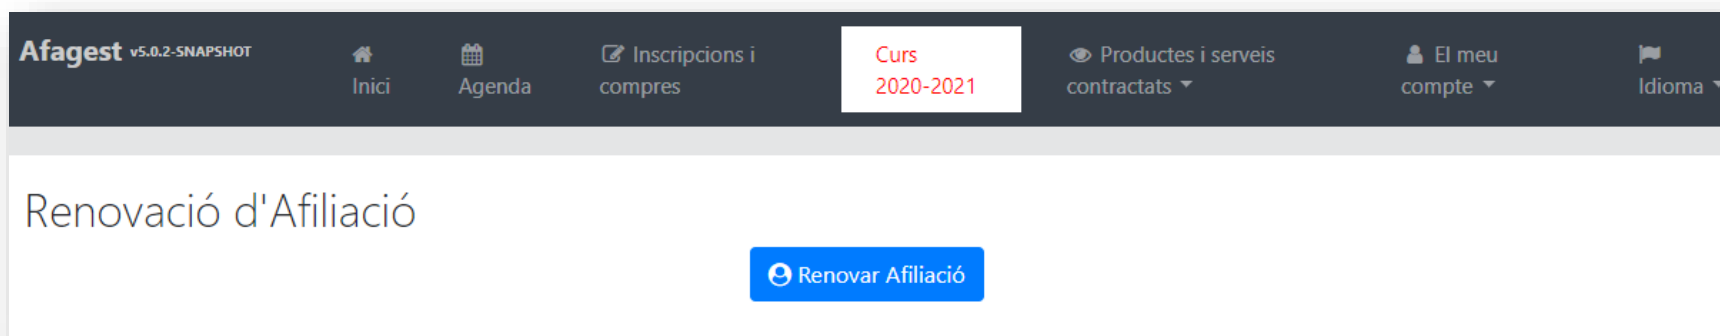 Afagest v5.0.2-SNAPSHOT
Inici
Agenda
Inscripcions i
compres
Curs
2020-2021
Productes i serveis
contractats
El meu
compte
Idioma
Renovació d'Afiliació
Renovar Afiliació